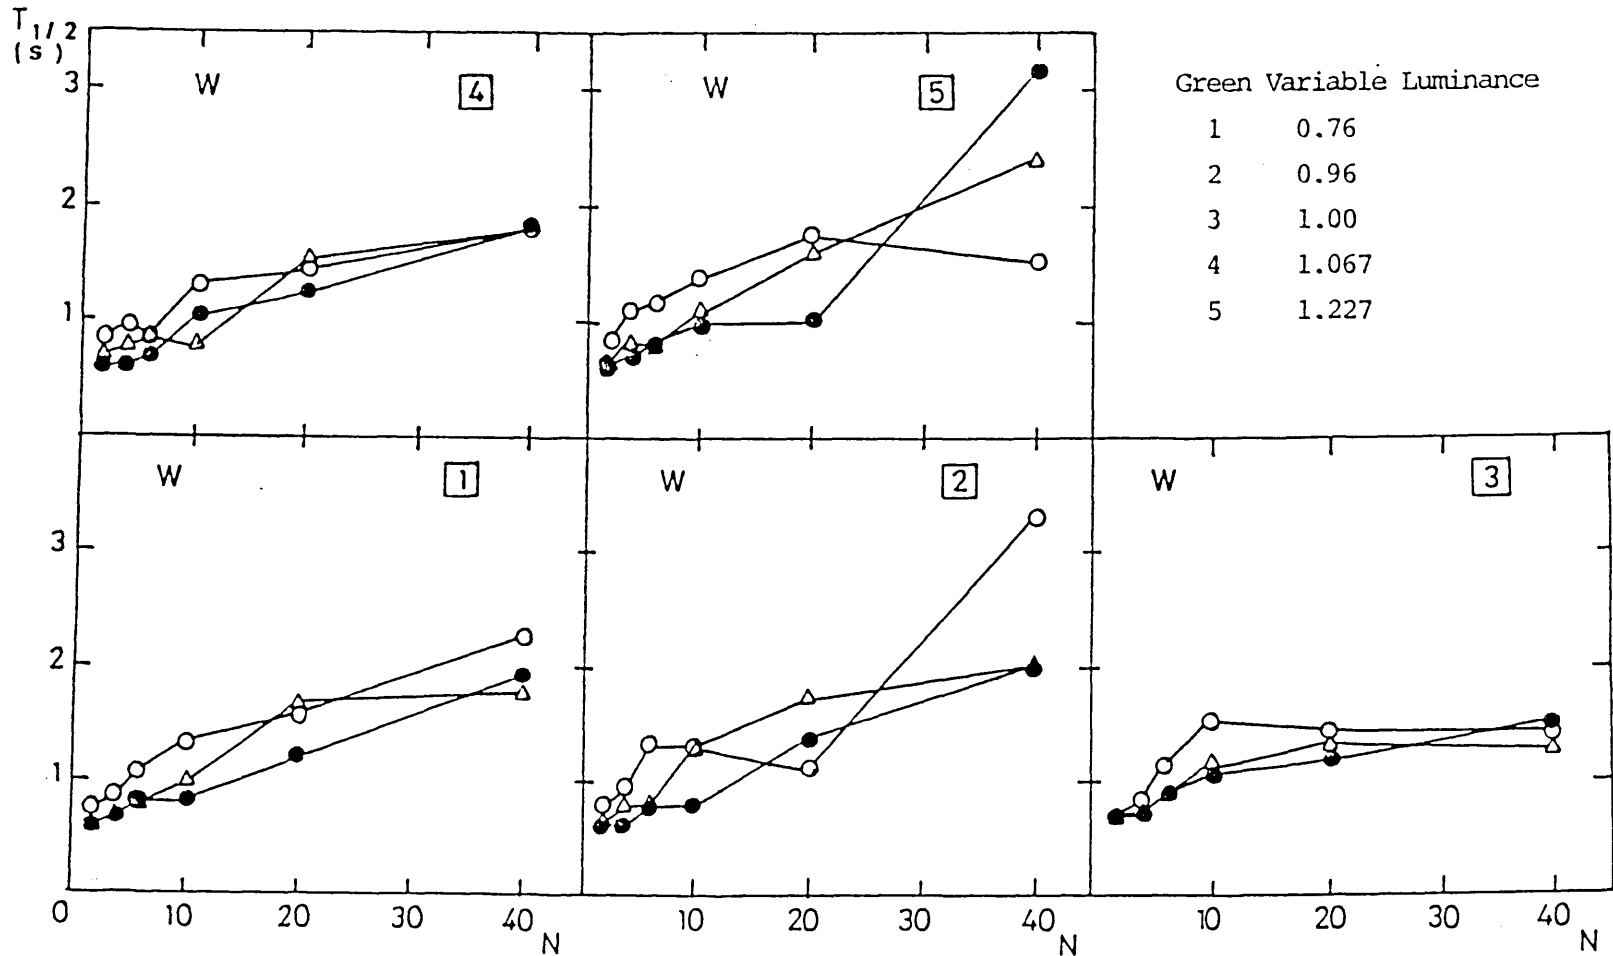 T1/2
(s)
W 4
W 5
3
2
1
Green Variable Luminance
1 0.76
2 0.96
3 1.00
4 1.067
5 1.227
W 1
W 2
W 3
3
2
1
0 10 20 30 40 N
10 20 30 40 N
10 20 30 40 N